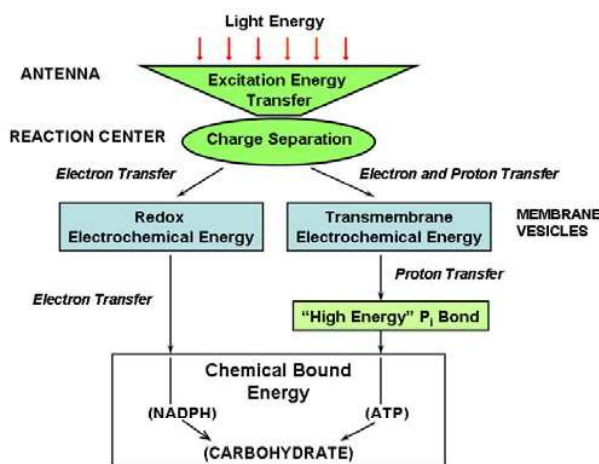 Light Energy
ANTENNA
Excitation Energy
Transfer
REACTION CENTER
Charge Separation
Electron Transfer
Electron and Proton Transfer
Redox
Electrochemical Energy
Transmembrane
Electrochemical Energy
MEMBRANE
VESICLES
Proton Transfer
Electron Transfer
“High Energy” Pi Bond
Chemical Bound
Energy
(NADPH)
(ATP)
(CARBOHYDRATE)